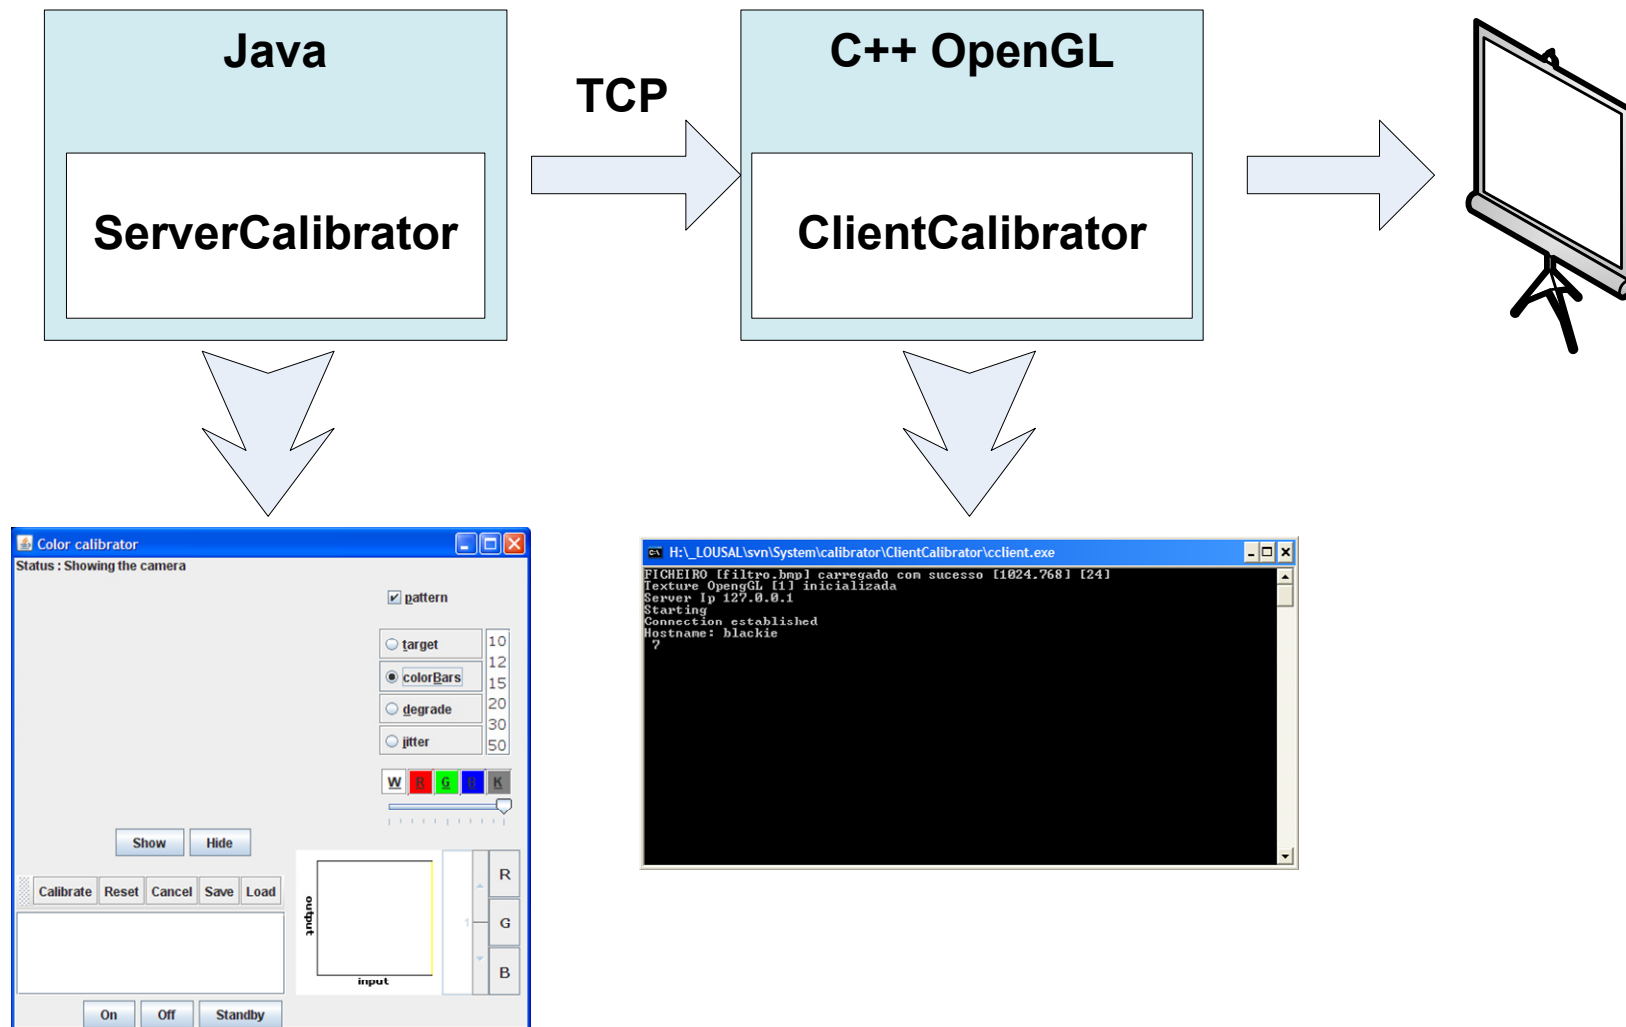 Java
C++ OpenGL
TCP
ServerCalibrator
ClientCalibrator
Color calibrator
Status : Showing the camera
pattern
target
colorBars
degrade
jitter
10
12
15
20
30
50
W R G B K
Show Hide
Calibrate Reset Cancel Save Load
output
input
1
R
G
B
On Off Standby
H:\_LOUSAL\svn\System\calibrator\ClientCalibrator\cclient.exe
FICHEIRO [filtro.bmp] carregado com sucesso [1024.768] [24]
Texture OpengGL [1] inicializada
Server Ip 127.0.0.1
Starting
Connection established
Hostname: blackie
7